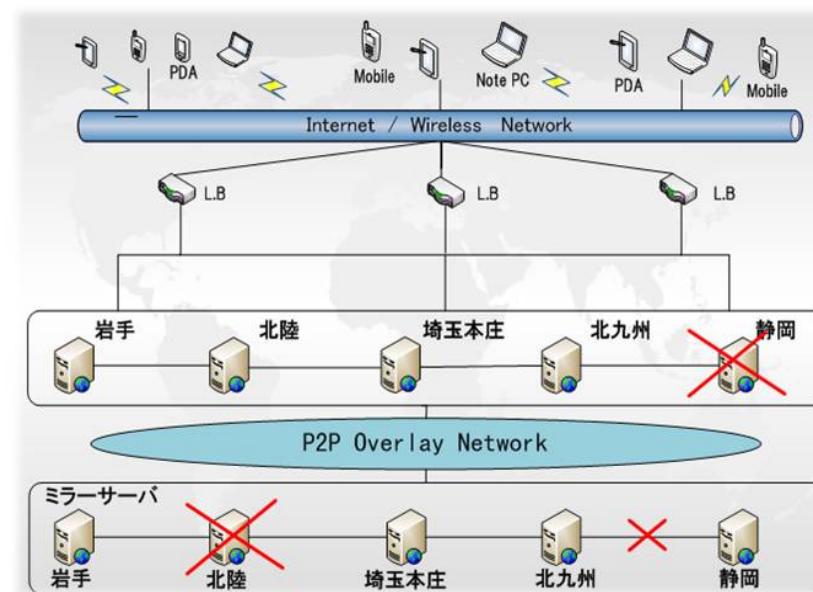 PDA
Mobile
Note PC
PDA
Mobile
Internet / Wireless Network
L.B
L.B
L.B
岩手
北陸
埼玉本庄
北九州
静岡
P2P Overlay Network
ミラーサーバ
岩手
北陸
埼玉本庄
北九州
静岡